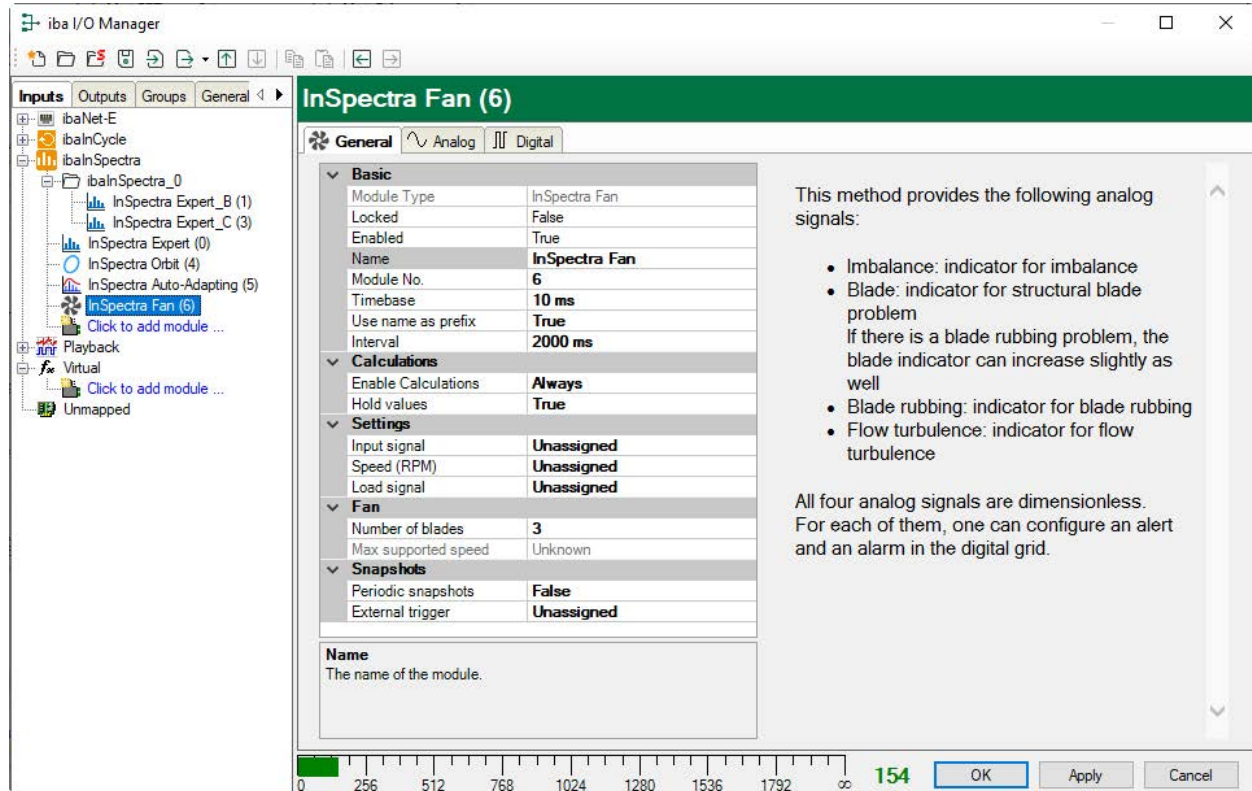 iba I/O Manager
Inputs Outputs Groups General
ibaNet-E
ibaInCycle
ibaInSpectra
ibaInSpectra_0
InSpectra Expert_B (1)
InSpectra Expert_C (3)
InSpectra Expert (0)
InSpectra Orbit (4)
InSpectra Auto-Adapting (5)
InSpectra Fan (6)
Click to add module ...
Playback
Virtual
Click to add module ...
Unmapped
InSpectra Fan (6)
General Analog Digital
Basic
Module Type InSpectra Fan
Locked False
Enabled True
Name InSpectra Fan
Module No. 6
Timebase 10 ms
Use name as prefix True
Interval 2000 ms
Calculations
Enable Calculations Always
Hold values True
Settings
Input signal Unassigned
Speed (RPM) Unassigned
Load signal Unassigned
Fan
Number of blades 3
Max supported speed Unknown
Snapshots
Periodic snapshots False
External trigger Unassigned
Name
The name of the module.
This method provides the following analog
signals:
• Imbalance: indicator for imbalance
• Blade: indicator for structural blade
problem
If there is a blade rubbing problem, the
blade indicator can increase slightly as
well
• Blade rubbing: indicator for blade rubbing
• Flow turbulence: indicator for flow
turbulence
All four analog signals are dimensionless.
For each of them, one can configure an alert
and an alarm in the digital grid.
0 256 512 768 1024 1280 1536 1792 ∞ 154 OK Apply Cancel